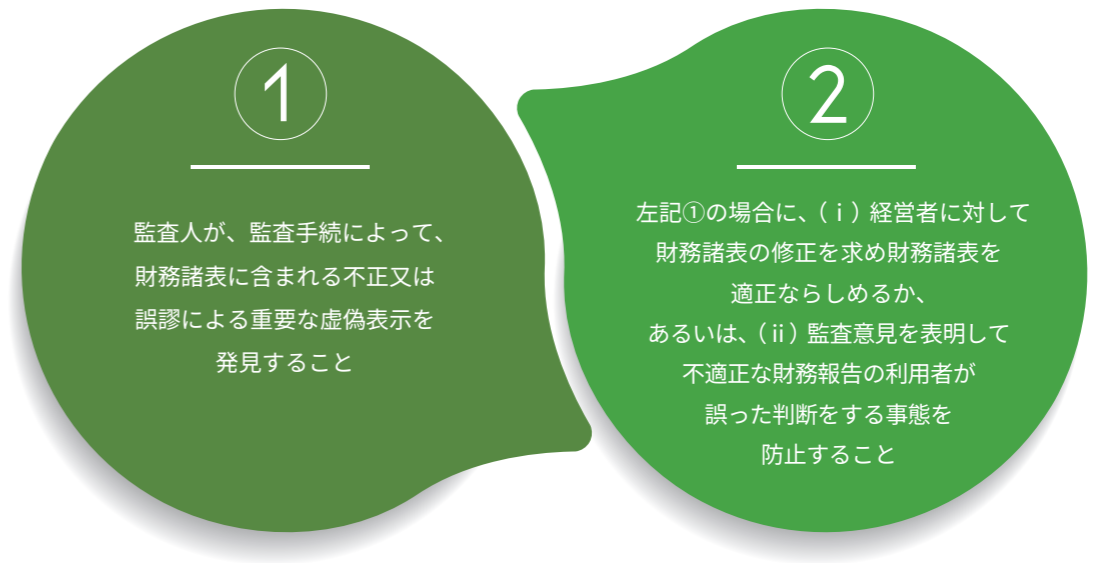 1
監査人が、監査手続によって、
財務諸表に含まれる不正又は
誤謬による重要な虚偽表示を
発見すること
2
左記①の場合に、（ⅰ）経営者に対して
財務諸表の修正を求め財務諸表を
適正ならしめるか、
あるいは、（ⅱ）監査意見を表明して
不適正な財務報告の利用者が
誤った判断をする事態を
防止すること